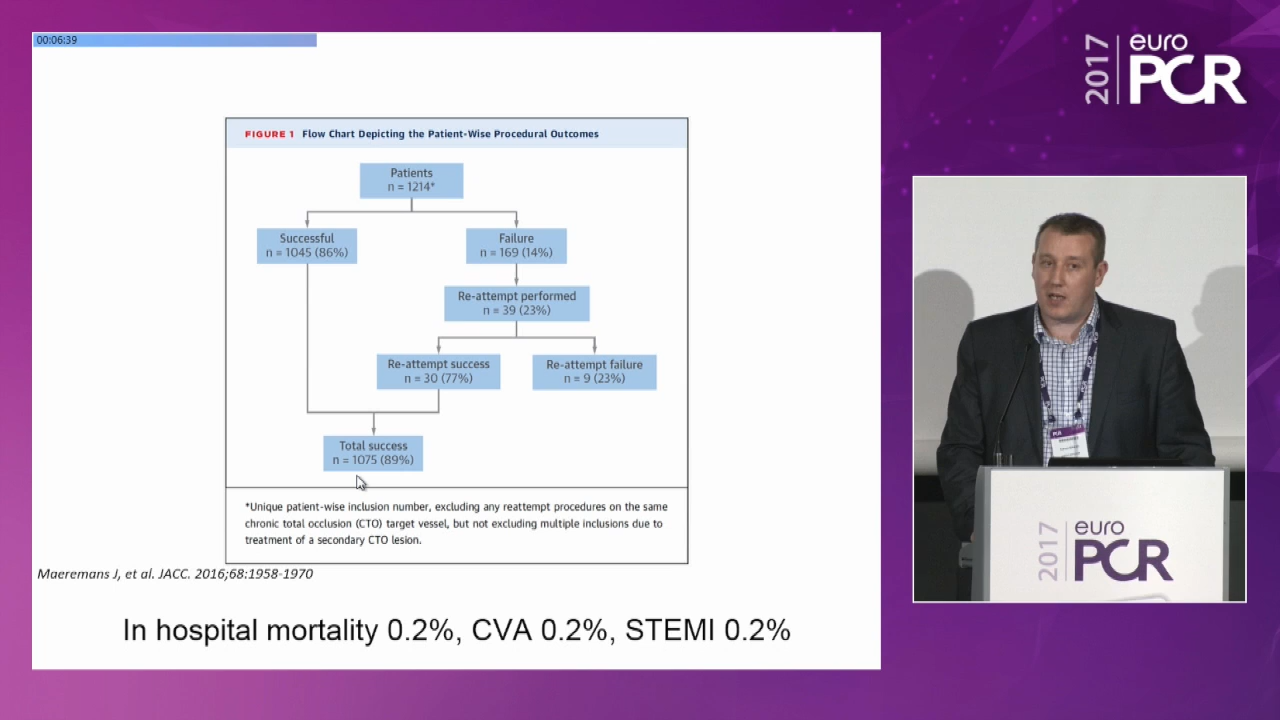 00:06:39
FIGURE 1 Flow Chart Depicting the Patient-Wise Procedural Outcomes
Patients
n = 1214*
Successful
n = 1045 (86%)
Failure
n = 169 (14%)
Re-attempt performed
n = 39 (23%)
Re-attempt success
n = 30 (77%)
Re-attempt failure
n = 9 (23%)
Total success
n = 1075 (89%)
*Unique patient-wise inclusion number, excluding any reattempt procedures on the same
chronic total occlusion (CTO) target vessel, but not excluding multiple inclusions due to
treatment of a secondary CTO lesion.
Maeremans J, et al. JACC. 2016;68:1958-1970
In hospital mortality 0.2%, CVA 0.2%, STEMI 0.2%
2017
euro
PCR
2017
euro
PCR